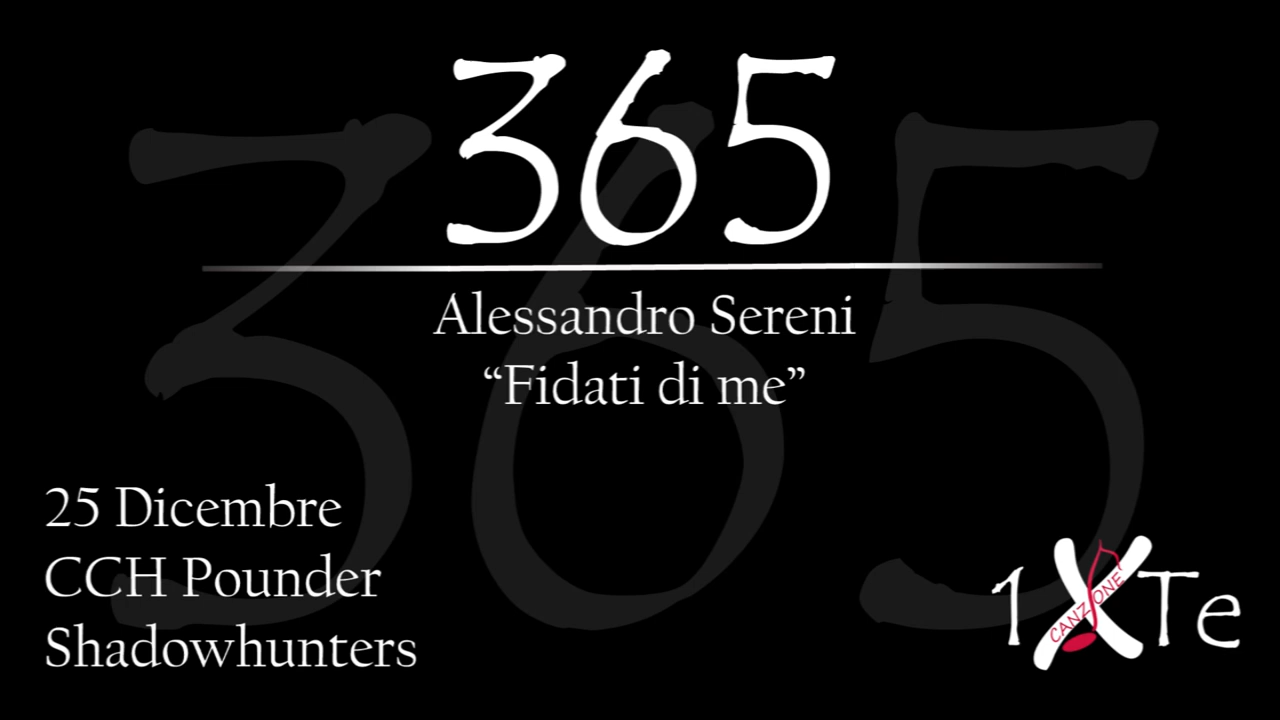 365
Alessandro Sereni
“Fidati di me”
25 Dicembre
CCH Pounder
Shadowhunters
1XTe
CANZONE